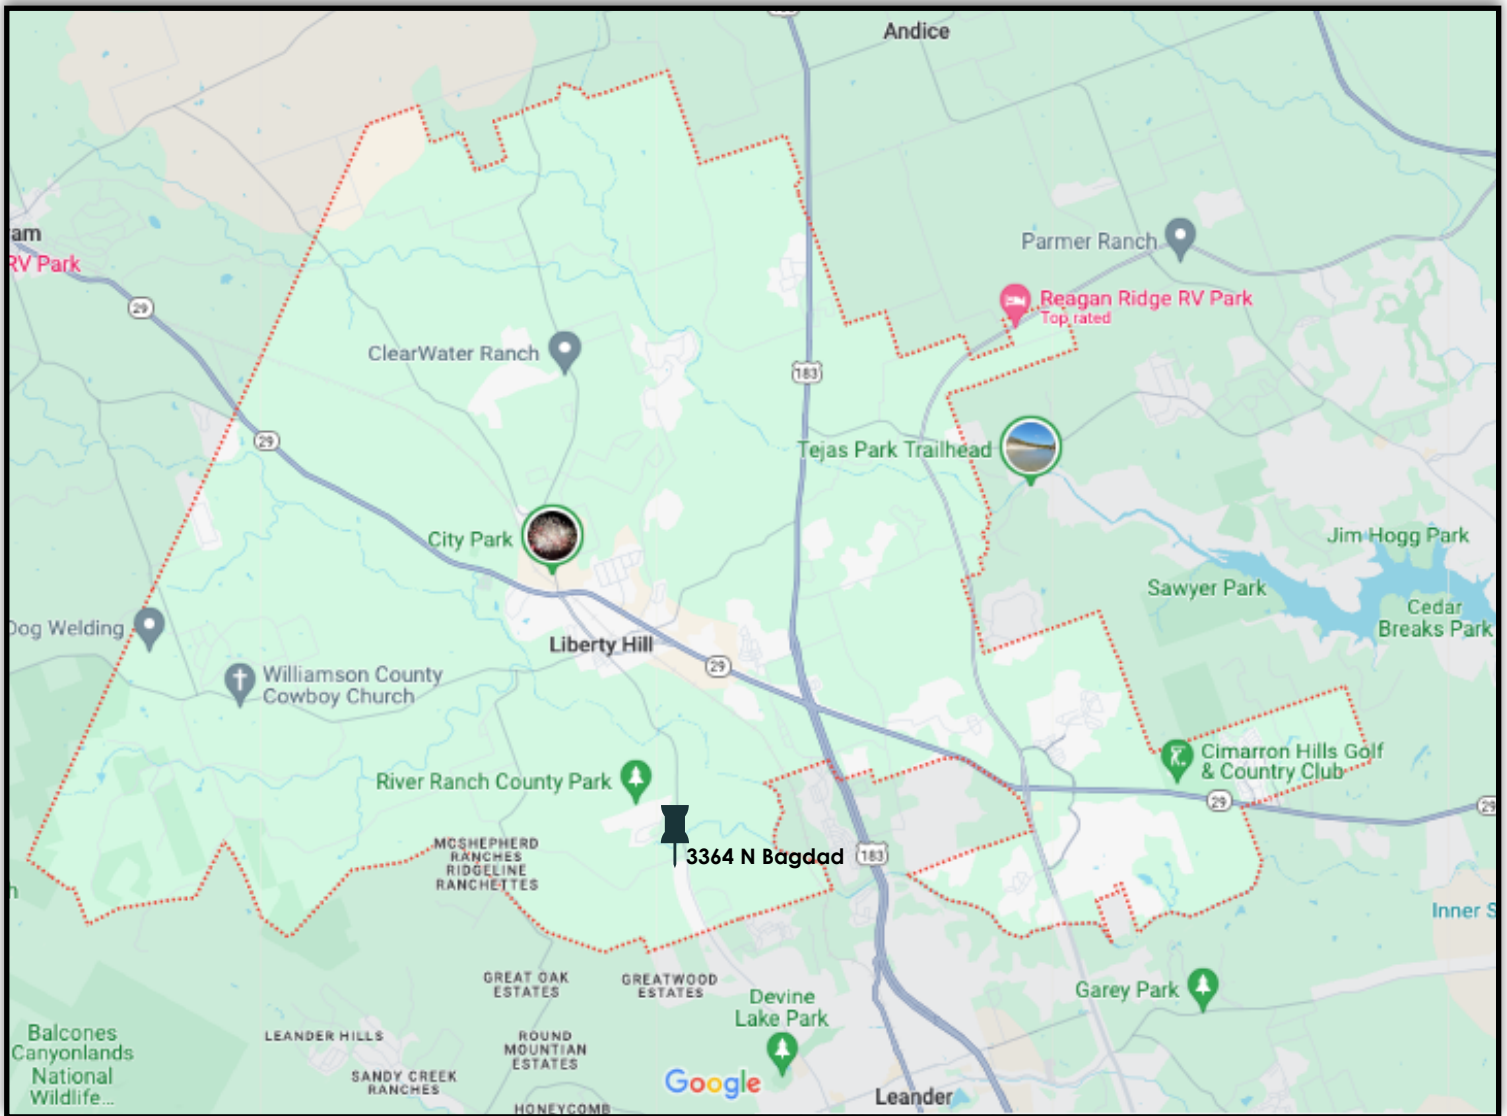 183
Andice
am
RV Park
Parmer Ranch
29
Reagan Ridge RV Park
Top rated
ClearWater Ranch
183
29
Tejas Park Trailhead
City Park
Jim Hogg Park
Sawyer Park
Cedar
Breaks Park
Dog Welding
Liberty Hill
29
Williamson County
Cowboy Church
Cimarron Hills Golf
& Country Club
River Ranch County Park
29
29
MCSHEPHERD
RANCHES
RIDGELINE
RANCHETTES
3364 N Bagdad
183
h
Inner S
GREAT OAK
ESTATES
GREATWOOD
ESTATES
Garey Park
Devine
Lake Park
Balcones
Canyonlands
National
Wildlife...
LEANDER HILLS
ROUND
MOUNTIAN
ESTATES
SANDY CREEK
RANCHES
Google
Leander
HONEYCOMB